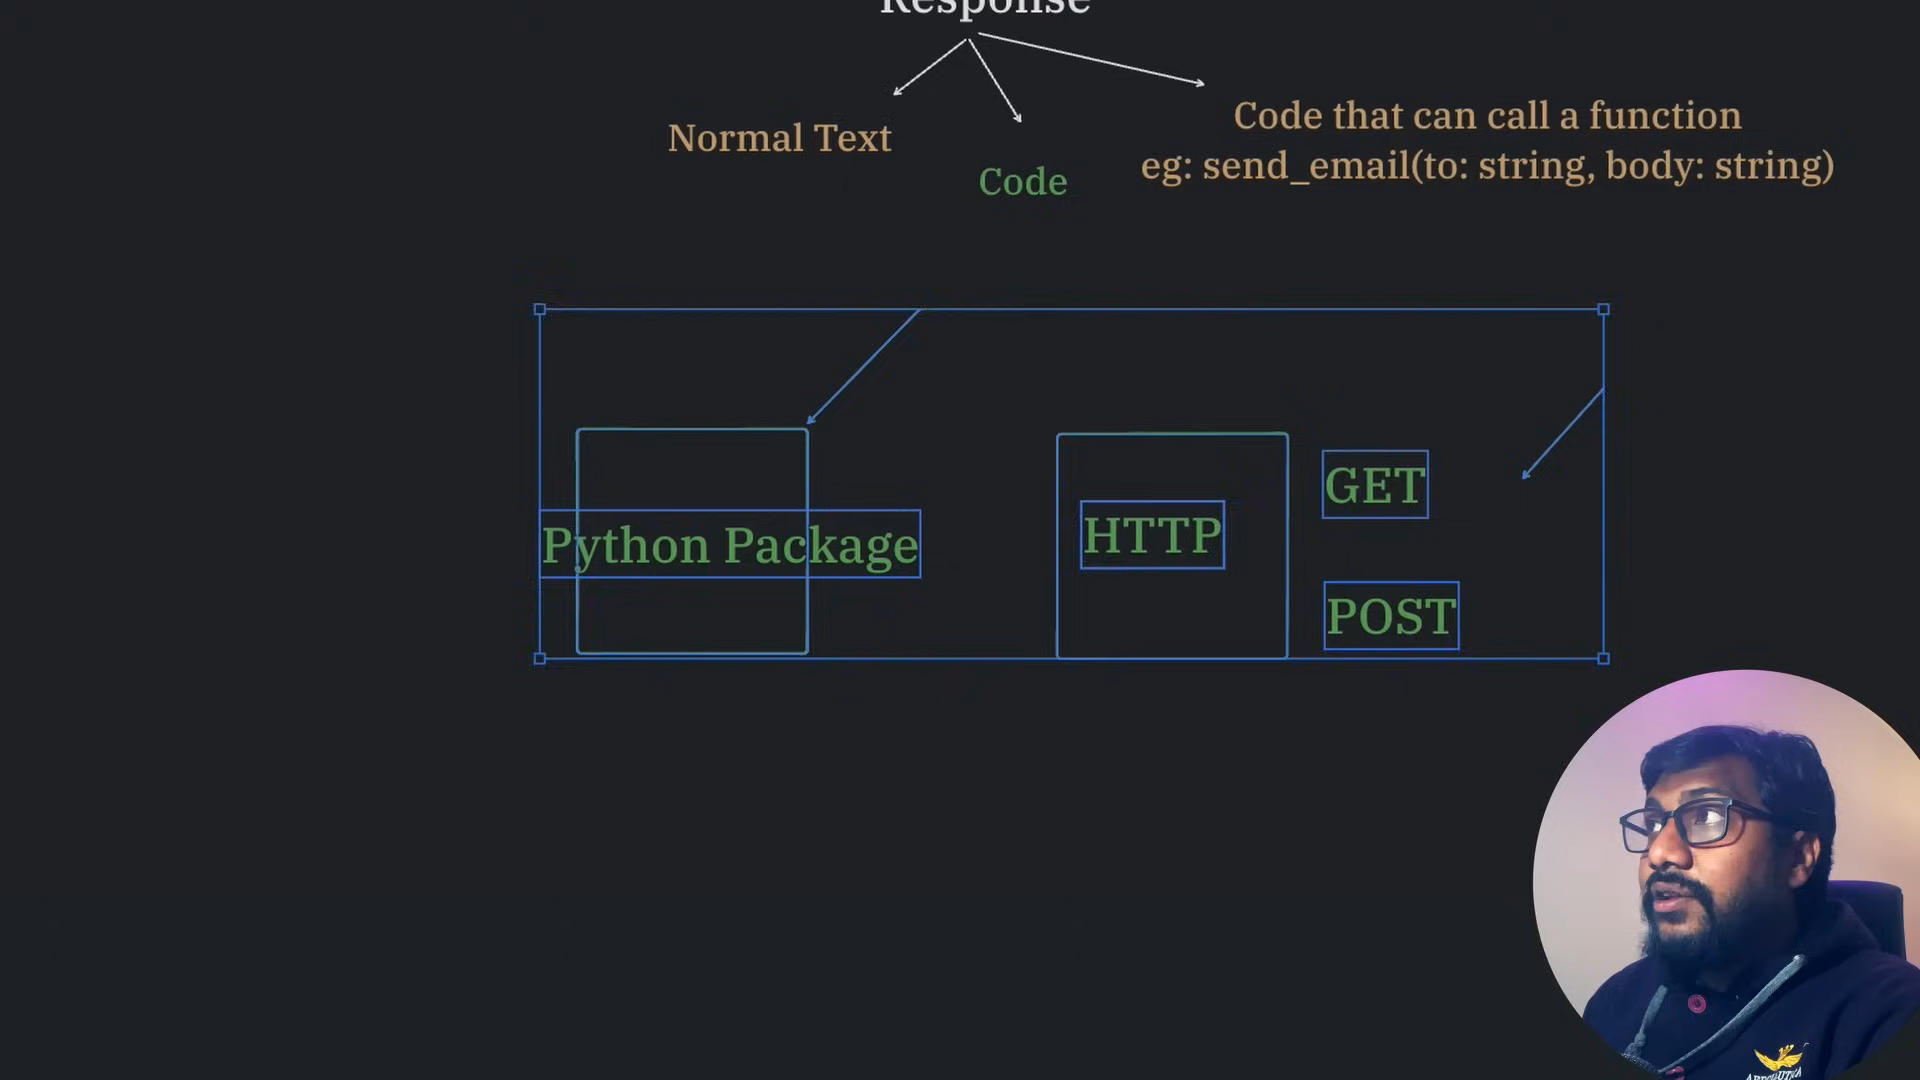 Response
Normal Text
Code
Code that can call a function
eg: send_email(to: string, body: string)
Python Package
HTTP
GET
POST